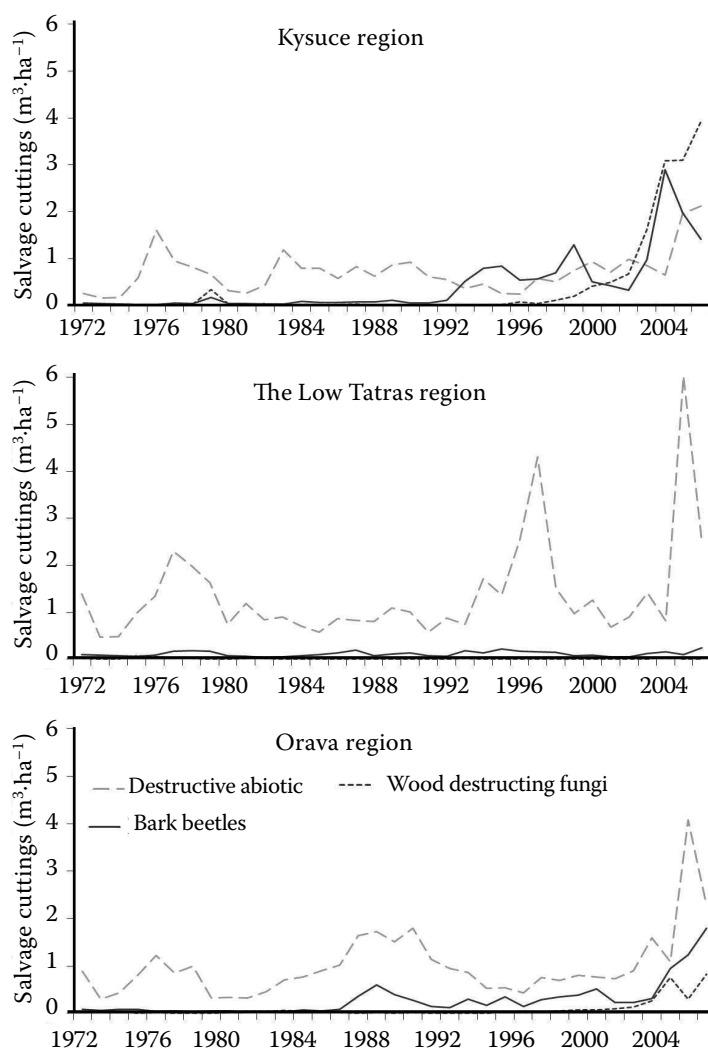 6
Kysuce region
5
4
3
2
1
0
Salvage cuttings (m³·ha⁻¹)
1972 1976 1980 1984 1988 1992 1996 2000 2004
6
The Low Tatras region
5
4
3
2
1
0
Salvage cuttings (m³·ha⁻¹)
1972 1976 1980 1984 1988 1992 1996 2000 2004
6
Orava region
5
Destructive abiotic Wood destructing fungi
4
Bark beetles
3
2
1
0
Salvage cuttings (m³·ha⁻¹)
1972 1976 1980 1984 1988 1992 1996 2000 2004